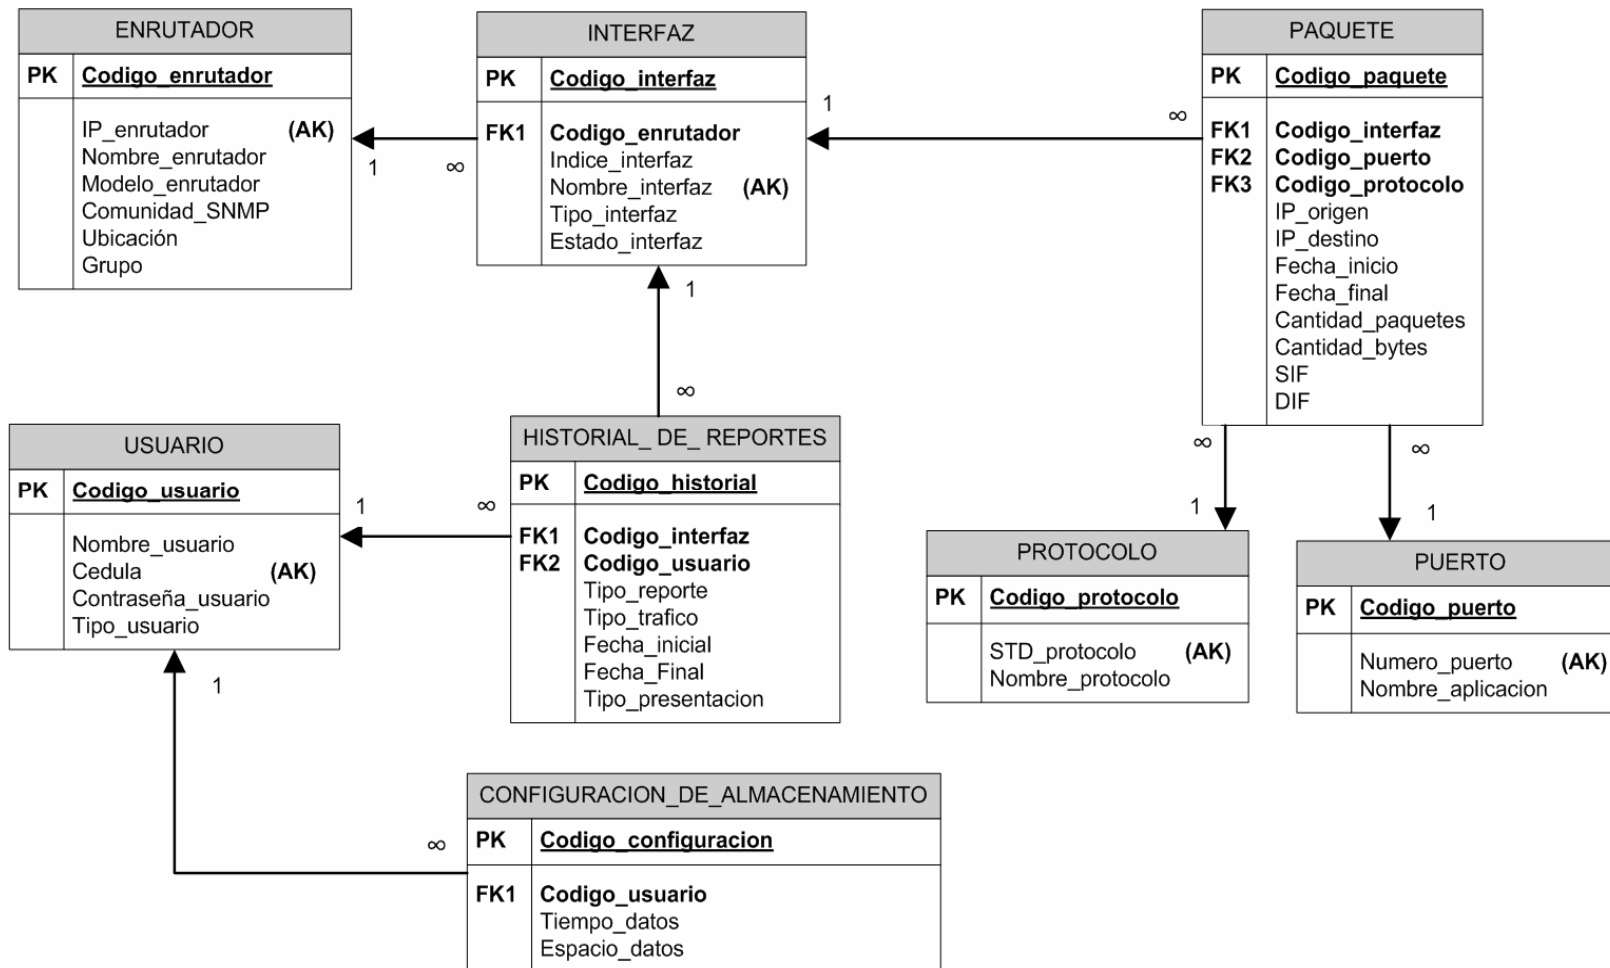 ENRUTADOR
PK Codigo_enrutador
IP_enrutador (AK)
Nombre_enrutador
Modelo_enrutador
Comunidad_SNMP
Ubicación
Grupo
1
∞
INTERFAZ
PK Codigo_interfaz
FK1 Codigo_enrutador
Indice_interfaz
Nombre_interfaz (AK)
Tipo_interfaz
Estado_interfaz
1
∞
PAQUETE
PK Codigo_paquete
FK1 Codigo_interfaz
FK2 Codigo_puerto
FK3 Codigo_protocolo
IP_origen
IP_destino
Fecha_inicio
Fecha_final
Cantidad_paquetes
Cantidad_bytes
SIF
DIF
1
∞
USUARIO
PK Codigo_usuario
Nombre_usuario
Cedula (AK)
Contraseña_usuario
Tipo_usuario
1
∞
HISTORIAL_ DE_ REPORTES
PK Codigo_historial
FK1 Codigo_interfaz
FK2 Codigo_usuario
Tipo_reporte
Tipo_trafico
Fecha_inicial
Fecha_Final
Tipo_presentacion
∞
1
∞
1
PROTOCOLO
PK Codigo_protocolo
STD_protocolo (AK)
Nombre_protocolo
PUERTO
PK Codigo_puerto
Numero_puerto (AK)
Nombre_aplicacion
1
∞
CONFIGURACION_DE_ALMACENAMIENTO
PK Codigo_configuracion
FK1 Codigo_usuario
Tiempo_datos
Espacio_datos